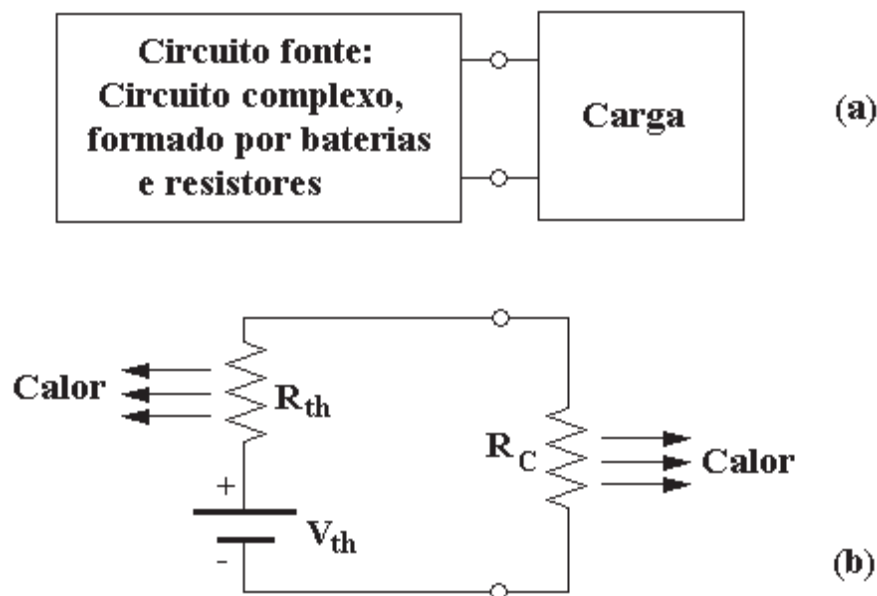 Circuito fonte:
Circuito complexo,
formado por baterias
e resistores
Carga
(a)
Calor
Rth
RC
Calor
+
Vth
-
(b)